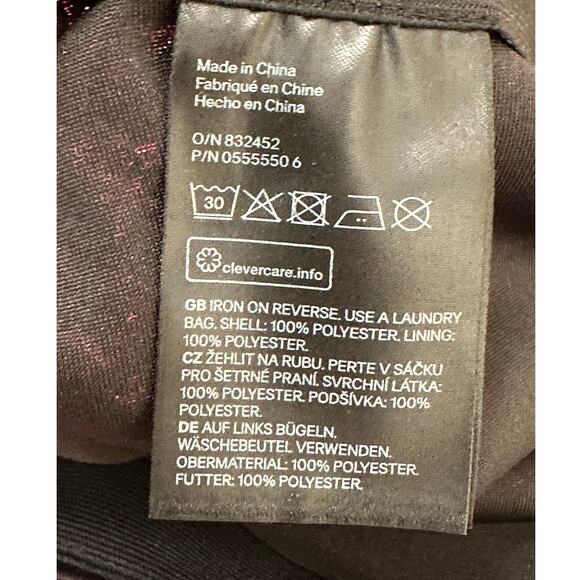 Made in China
Fabriqué en Chine
Hecho en China
O/N 832452
P/N 0555550 6
30
clevercare.info
GB IRON ON REVERSE. USE A LAUNDRY
BAG. SHELL: 100% POLYESTER. LINING:
100% POLYESTER.
CZ ŽEHLIT NA RUBU. PERTE V SÁČKU
PRO ŠETRNÉ PRANÍ. SVRCHNÍ LÁTKA:
100% POLYESTER. PODŠÍVKA: 100%
POLYESTER.
DE AUF LINKS BÜGELN.
WÄSCHEBEUTEL VERWENDEN.
OBERMATERIAL: 100% POLYESTER.
FUTTER: 100% POLYESTER.